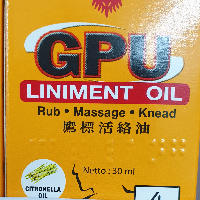 GPU
LINIMENT OIL
Rub • Massage • Knead
鷹標活絡油
Netto : 30 ml
CITRONELLA
OIL